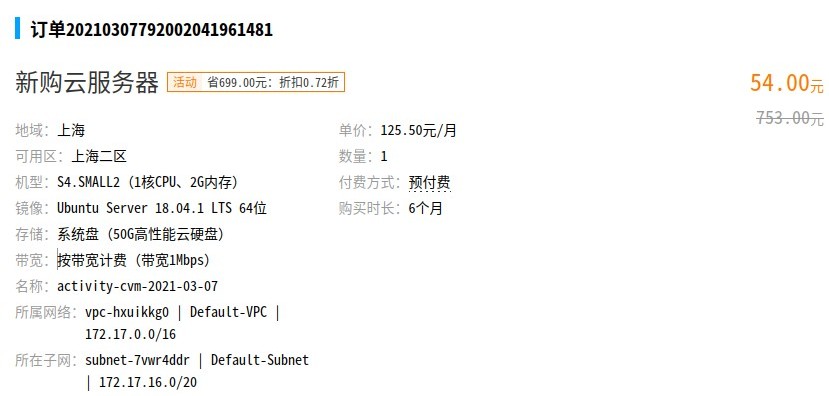 订单20210307792002041961481
新购云服务器 活动 省699.00元：折扣0.72折 54.00元
753.00元
地域：上海 单价：125.50元/月
可用区：上海二区 数量：1
机型：S4.SMALL2（1核CPU、2G内存） 付费方式：预付费
镜像：Ubuntu Server 18.04.1 LTS 64位 购买时长：6个月
存储：系统盘（50G高性能云硬盘）
带宽：按带宽计费（带宽1Mbps）
名称：activity-cvm-2021-03-07
所属网络：vpc-hxuikkg0 | Default-VPC |
172.17.0.0/16
所在子网：subnet-7vwr4ddr | Default-Subnet
| 172.17.16.0/20